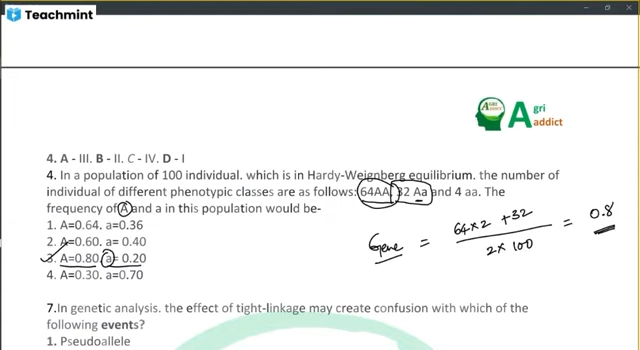 Teachmint
AGRI
ADDICT
A gri
addict
4. A - III. B - II. C - IV. D - I
4. In a population of 100 individual. which is in Hardy-Weignberg equilibrium. the number of
individual of different phenotypic classes are as follows: 64AA, 32 Aa and 4 aa. The
frequency of A and a in this population would be-
1. A=0.64. a=0.36
2. A=0.60. a= 0.40
3. A=0.80. a= 0.20
4. A=0.30. a=0.70
Gene = 64×2 +32 = 0.8
2×100
7.In genetic analysis. the effect of tight-linkage may create confusion with which of the
following events?
1. Pseudoallele